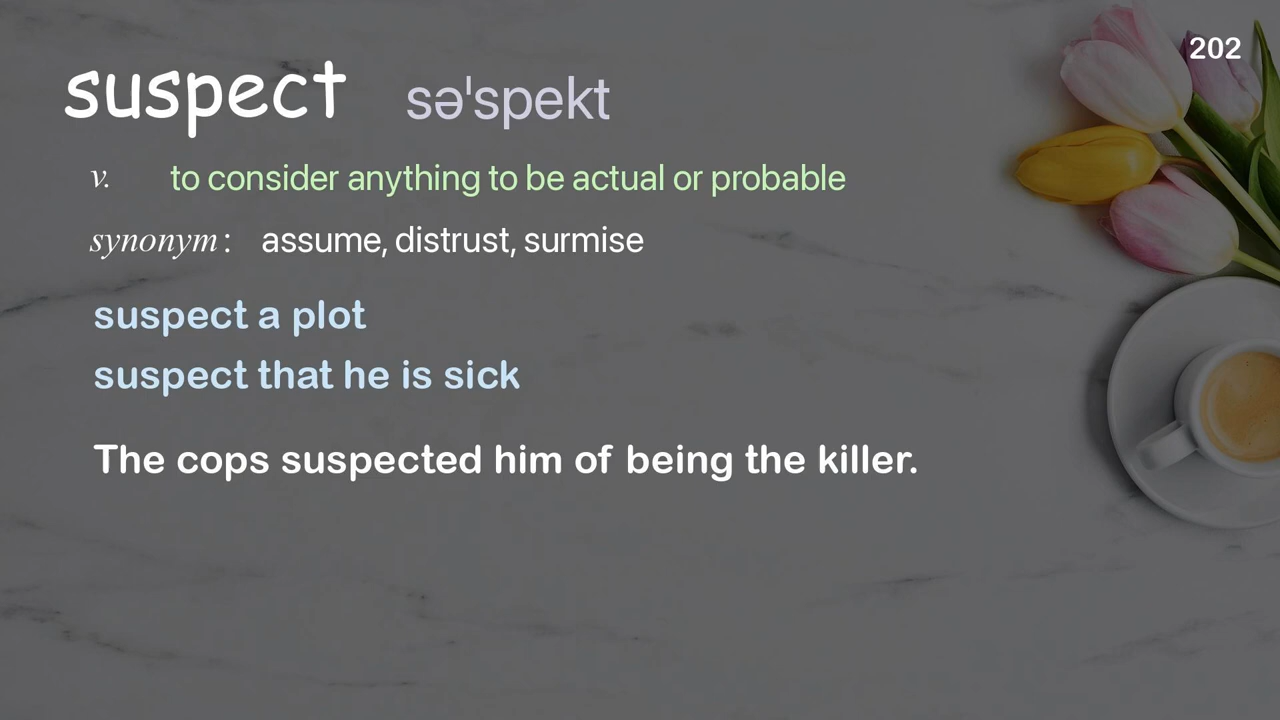 202
suspect səˈspekt
v. to consider anything to be actual or probable
synonym: assume, distrust, surmise
suspect a plot
suspect that he is sick
The cops suspected him of being the killer.